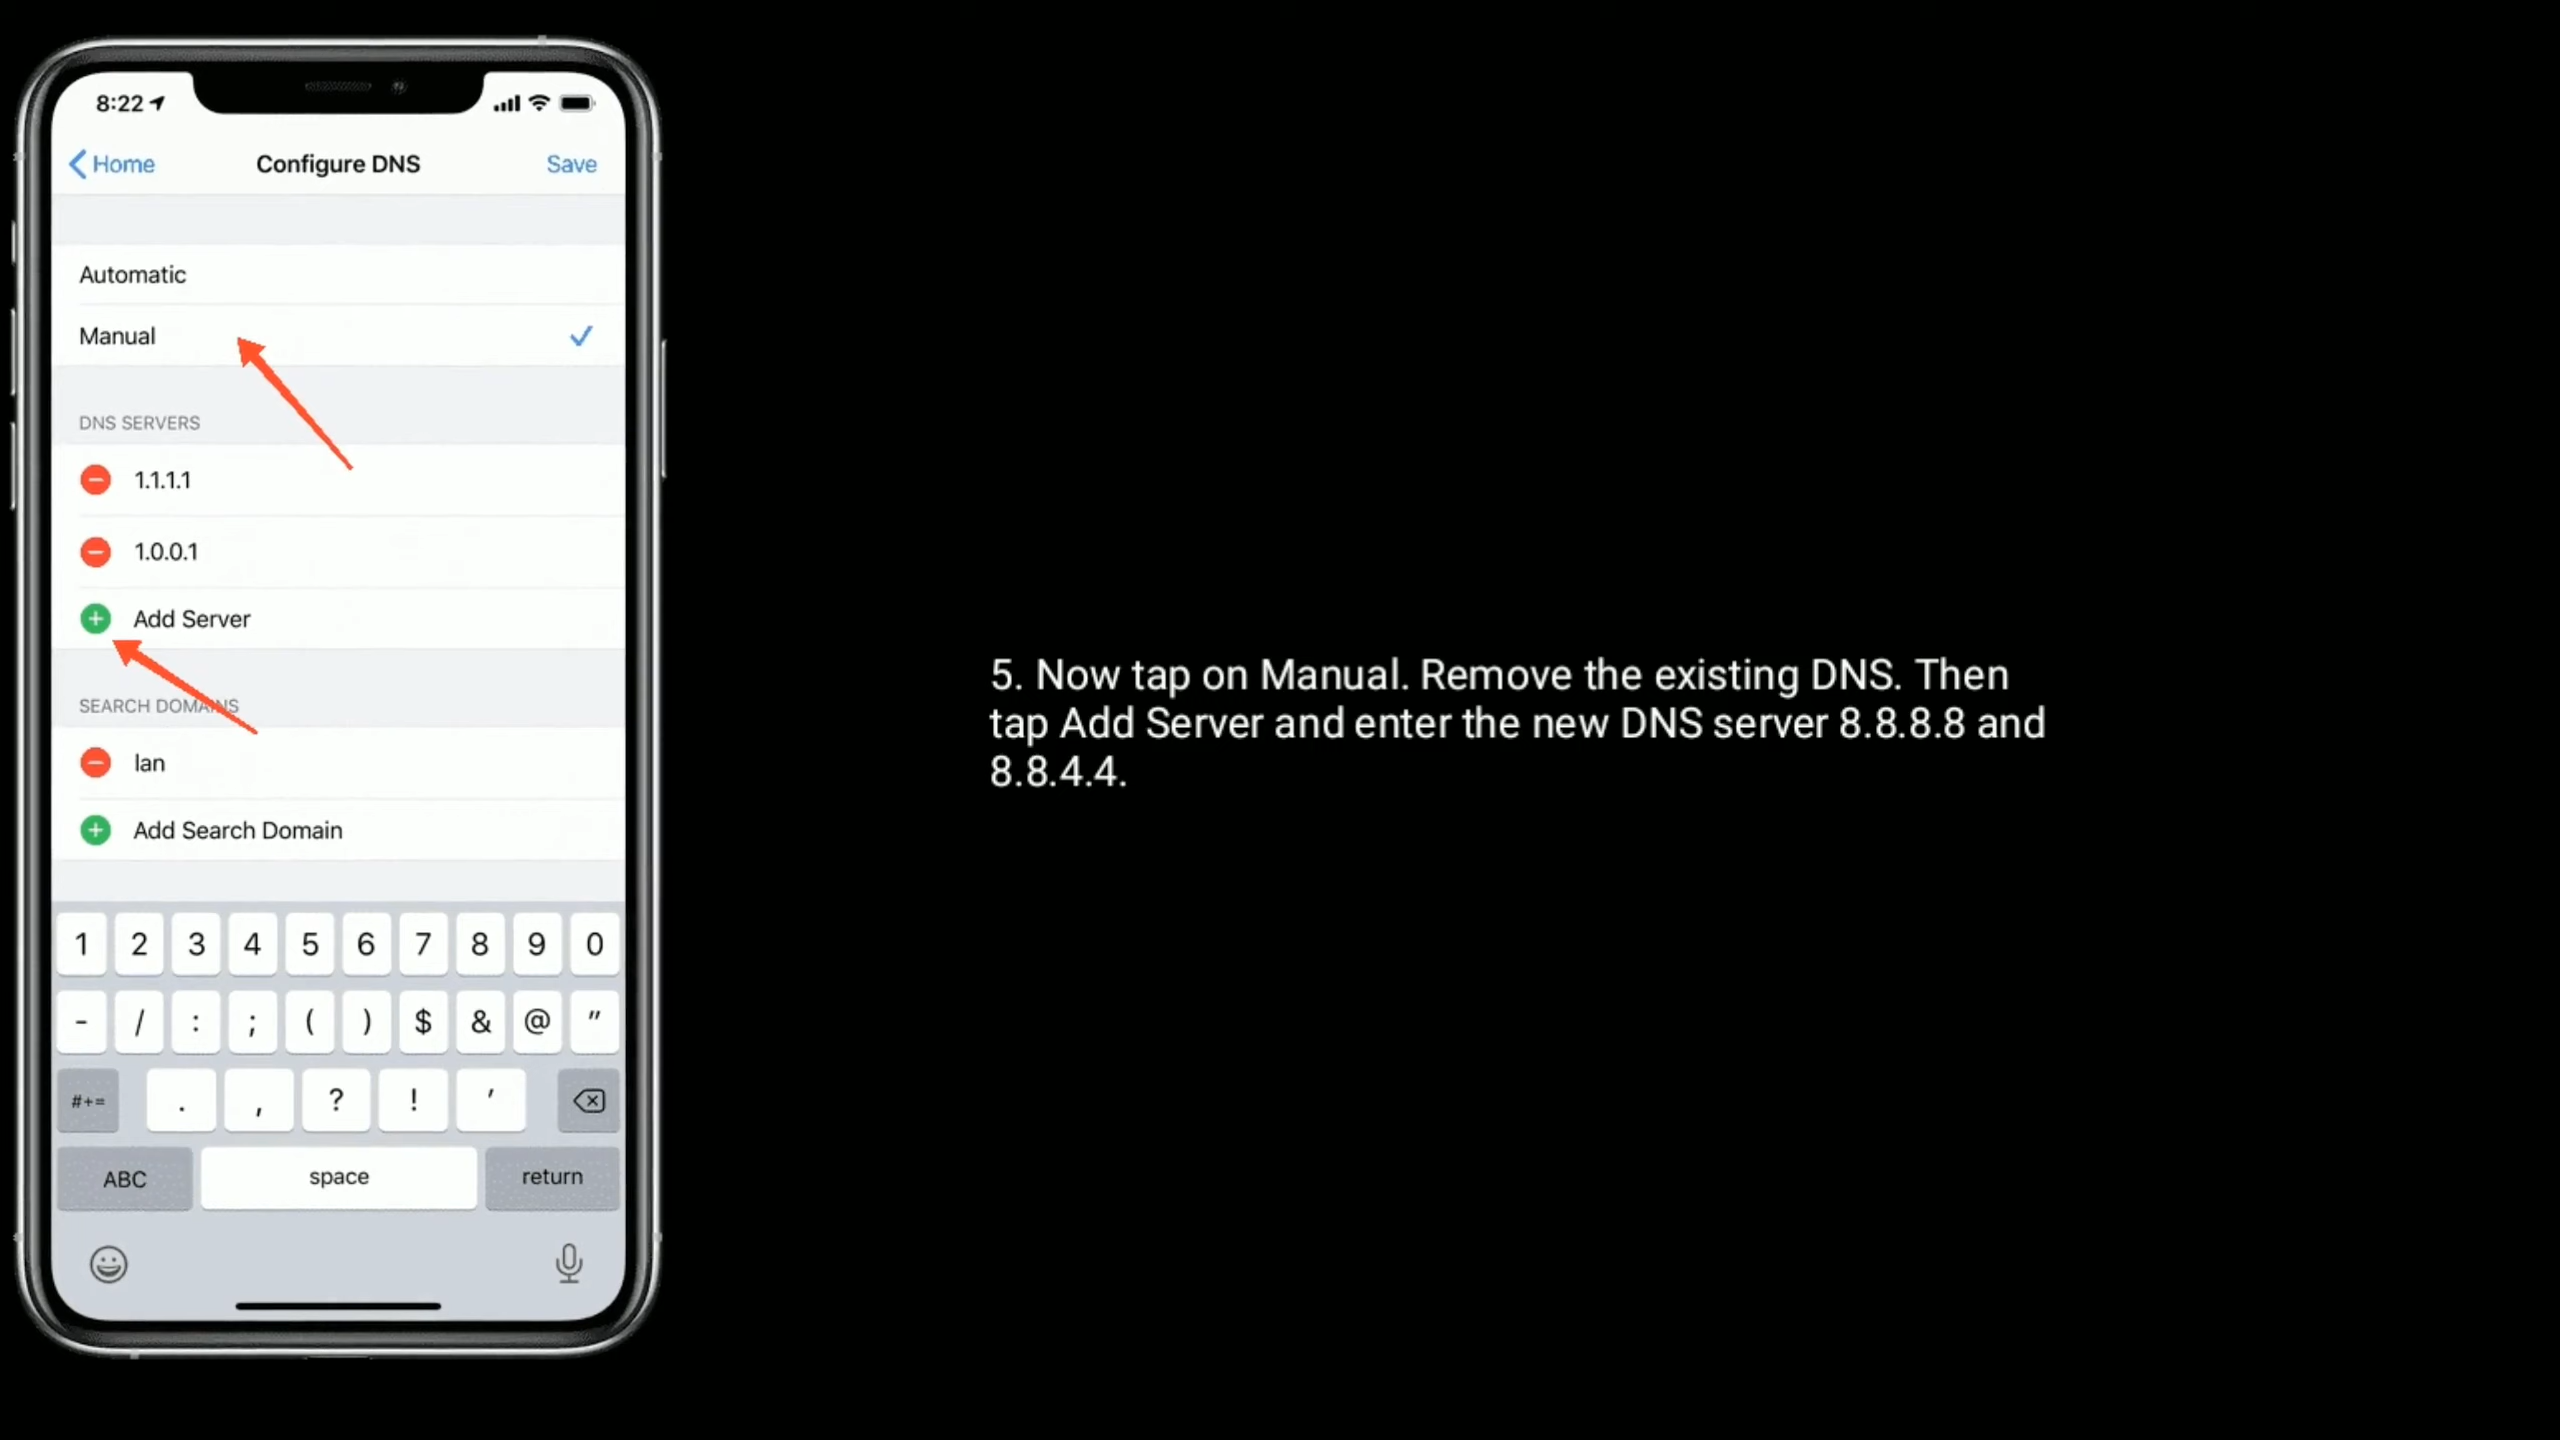 8:22
Home
Configure DNS
Save
Automatic
Manual
DNS SERVERS
1.1.1.1
1.0.0.1
Add Server
SEARCH DOMAINS
lan
Add Search Domain
1 2 3 4 5 6 7 8 9 0
- / : ; ( ) $ & @ "
#+= . , ? ! '
ABC space return
5. Now tap on Manual. Remove the existing DNS. Then
tap Add Server and enter the new DNS server 8.8.8.8 and
8.8.4.4.